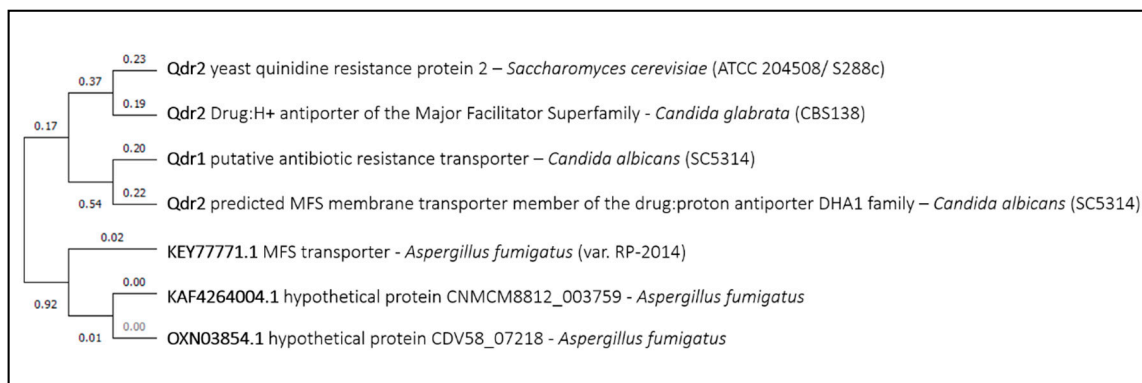 0.23
Qdr2 yeast quinidine resistance protein 2 – Saccharomyces cerevisiae (ATCC 204508/ S288c)
0.37
0.19
Qdr2 Drug:H+ antiporter of the Major Facilitator Superfamily - Candida glabrata (CBS138)
0.17
0.20
Qdr1 putative antibiotic resistance transporter – Candida albicans (SC5314)
0.54
0.22
Qdr2 predicted MFS membrane transporter member of the drug:proton antiporter DHA1 family – Candida albicans (SC5314)
0.02
KEY77771.1 MFS transporter - Aspergillus fumigatus (var. RP-2014)
0.92
0.00
KAF4264004.1 hypothetical protein CNMCM8812_003759 - Aspergillus fumigatus
0.01
0.00
OXN03854.1 hypothetical protein CDV58_07218 - Aspergillus fumigatus